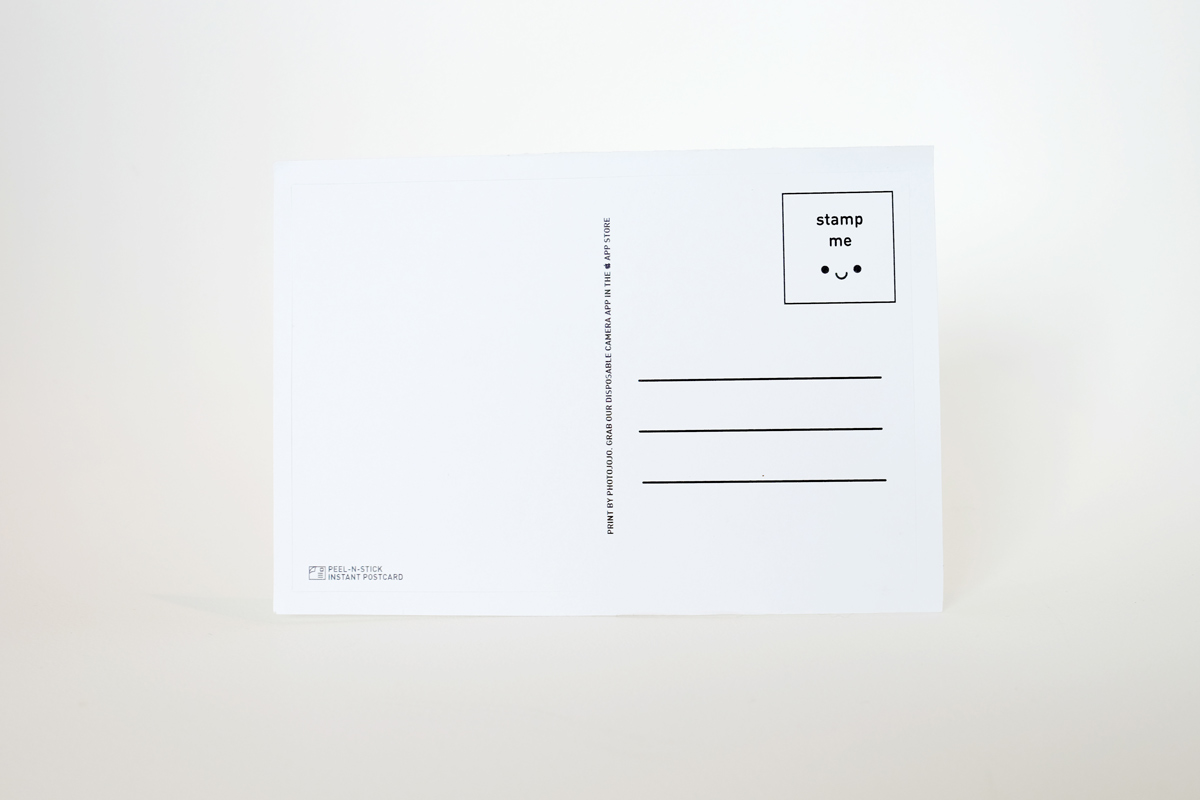 stamp
me
PRINT BY PHOTOJOJO. GRAB OUR DISPOSABLE CAMERA APP IN THE APP STORE
PEEL-N-STICK
INSTANT POSTCARD